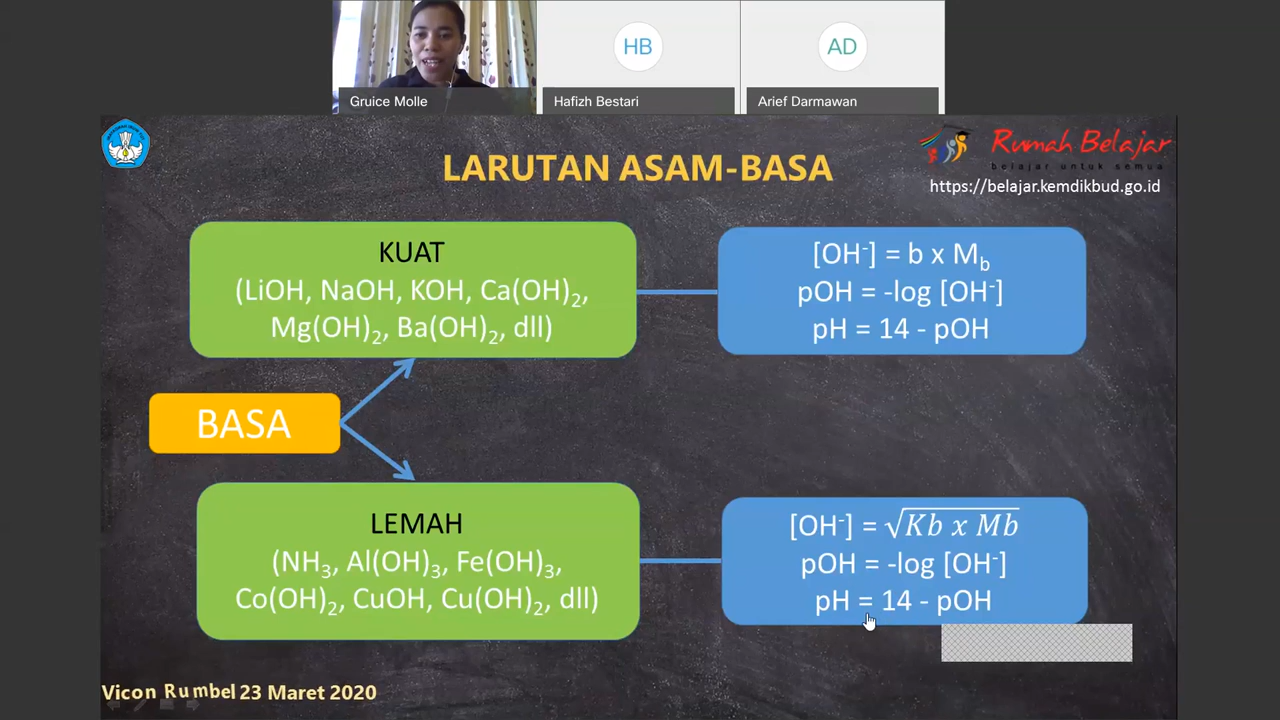 HB
AD
Gruice Molle
Hafizh Bestari
Arief Darmawan
LARUTAN ASAM-BASA
Rumah Belajar
belajar untuk semua
https://belajar.kemdikbud.go.id
KUAT
(LiOH, NaOH, KOH, Ca(OH)₂,
Mg(OH)₂, Ba(OH)₂, dll)
[OH⁻] = b x Mb
pOH = -log [OH⁻]
pH = 14 - pOH
BASA
LEMAH
(NH₃, Al(OH)₃, Fe(OH)₃,
Co(OH)₂, CuOH, Cu(OH)₂, dll)
[OH⁻] = √Kb x Mb
pOH = -log [OH⁻]
pH = 14 - pOH
Vicon Rumbel 23 Maret 2020